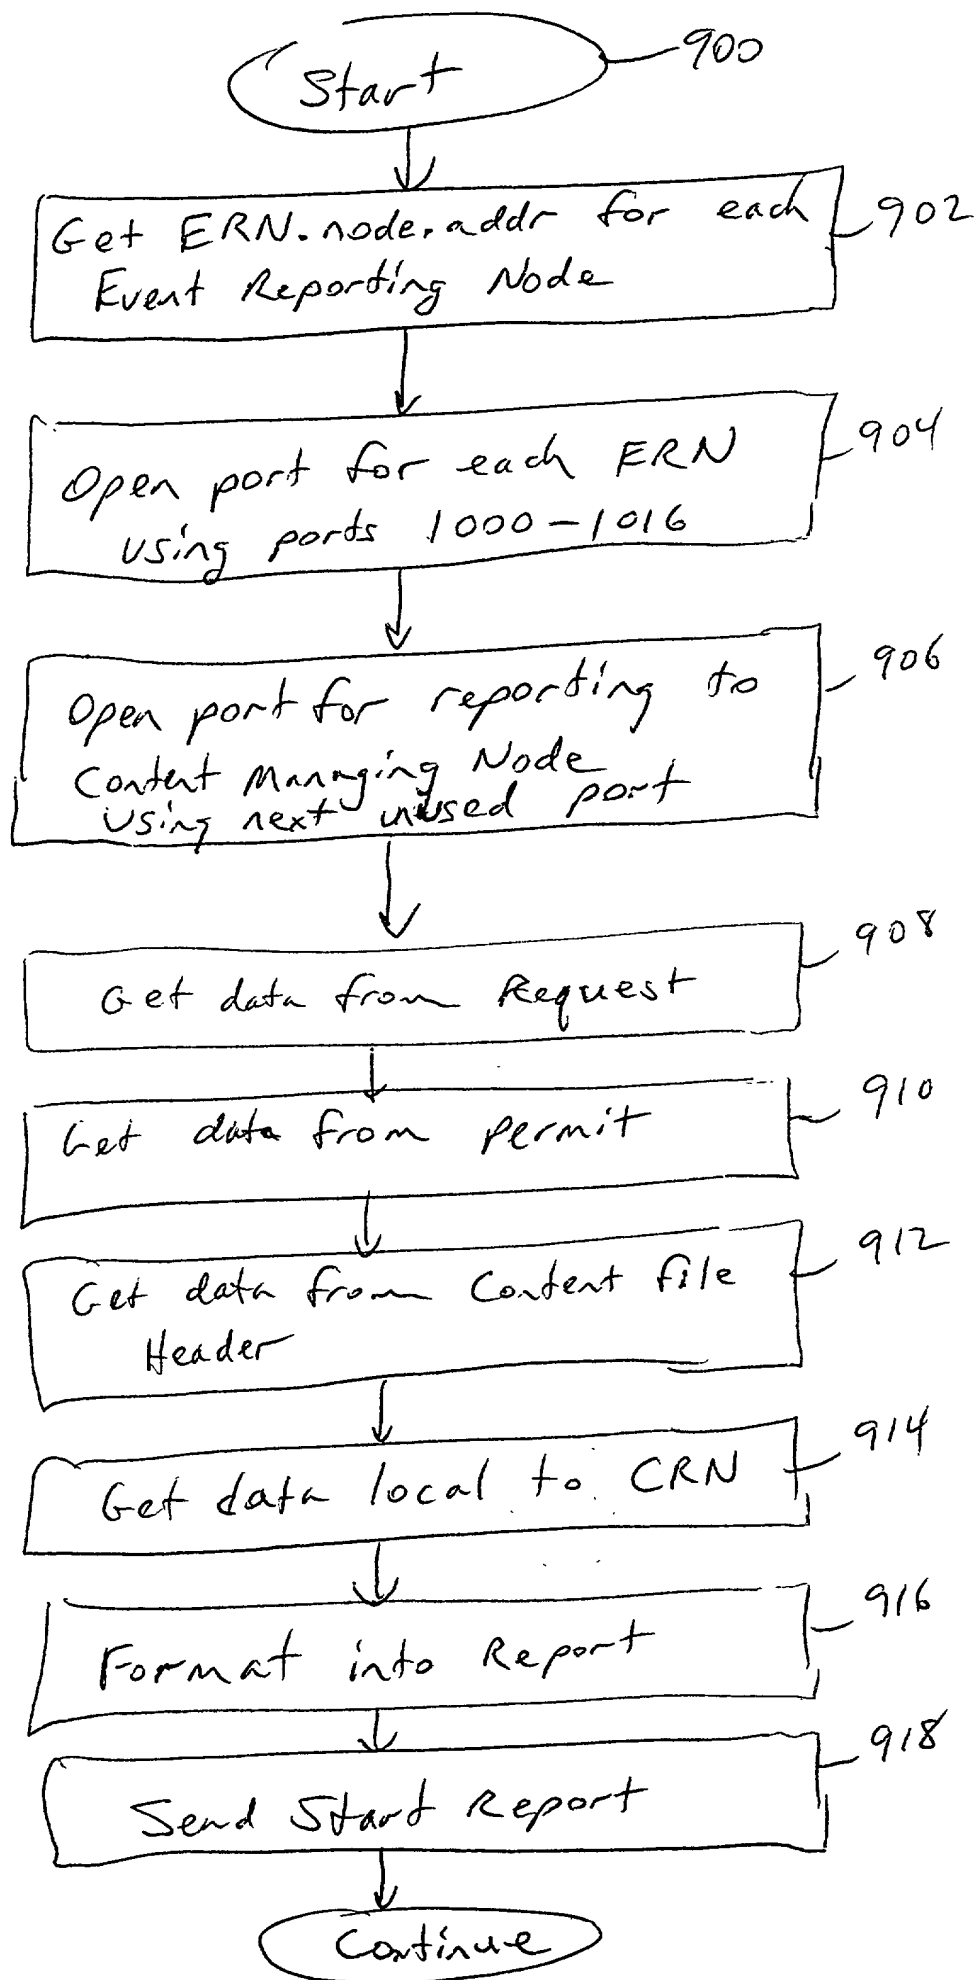 Start
900
Get ERN.node.addr for each
Event Reporting Node
902
Open port for each ERN
using ports 1000-1016
904
Open port for reporting to
Content Managing Node
using next unused port
906
Get data from Request
908
Get data from permit
910
Get data from Content File
Header
912
Get data local to CRN
914
Format into Report
916
Send Start Report
918
Continue